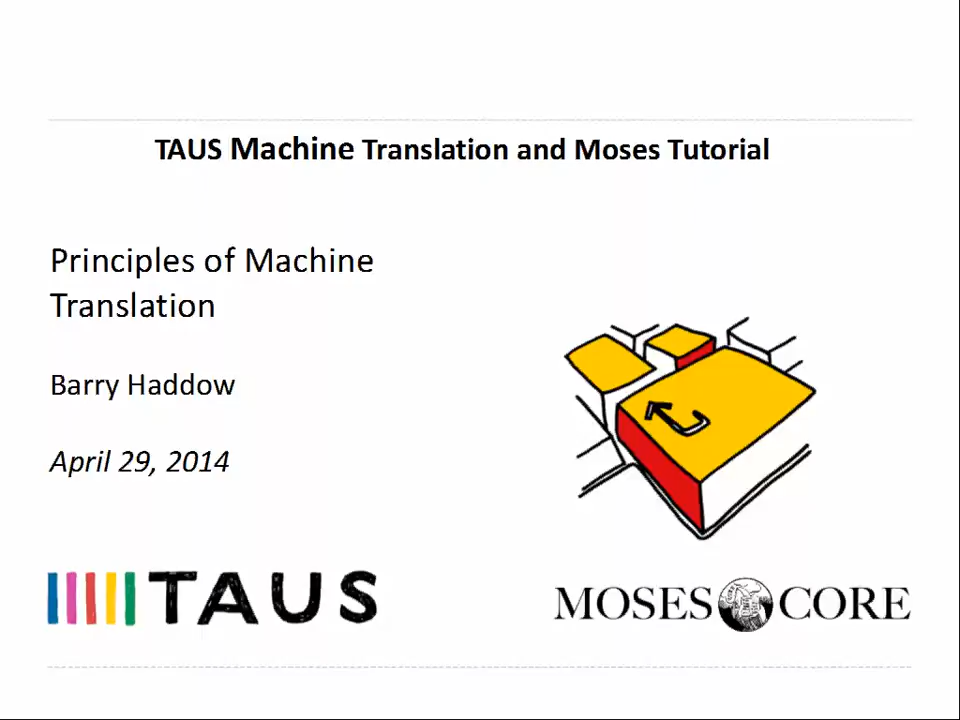 TAUS Machine Translation and Moses Tutorial
Principles of Machine
Translation
Barry Haddow
April 29, 2014
TAUS
MOSES CORE